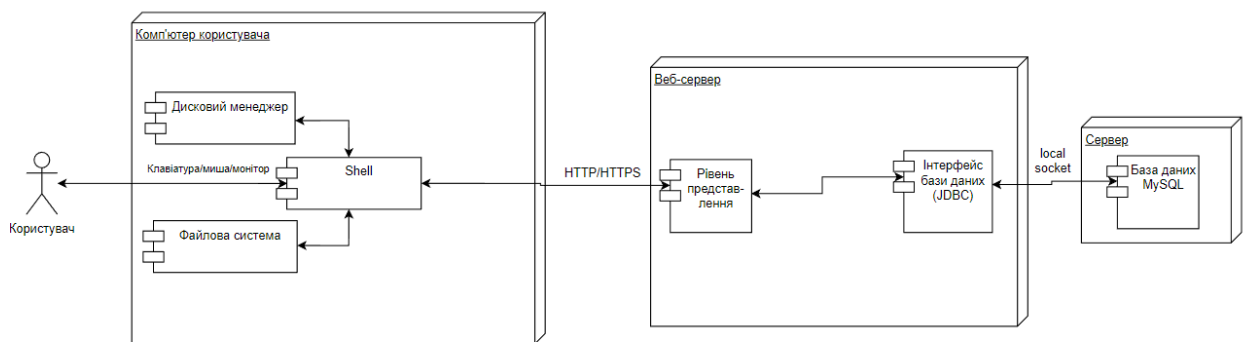 Комп'ютер користувача
Дисковий менеджер
Клавіатура/миша/монітор
Shell
Файлова система
Користувач
HTTP/HTTPS
Веб-сервер
Рівень
представ-
лення
Інтерфейс
бази даних
(JDBC)
local
socket
Сервер
База даних
MySQL